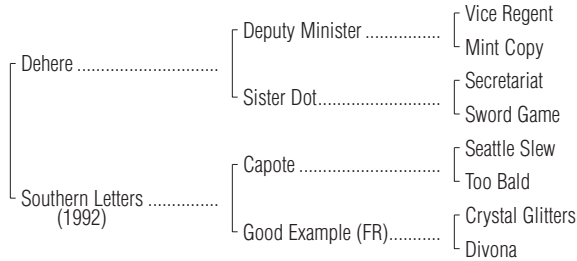 Vice Regent
Deputy Minister ................
Mint Copy
Dehere ..............................
Secretariat
Sister Dot..........................
Sword Game
Seattle Slew
Capote ..............................
Too Bald
Southern Letters ...............
(1992)
Crystal Glitters
Good Example (FR)...........
Divona